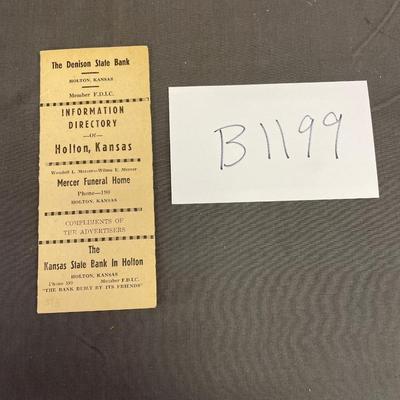 The Denison State Bank
HOLTON, KANSAS
Member F.D.I.C.
INFORMATION
DIRECTORY
—Of—
Holton, Kansas
Wendell L. Mercer—Wilma E. Mercer
Mercer Funeral Home
Phone—180
HOLTON, KANSAS
COMPLIMENTS OF
THE ADVERTISERS
The
Kansas State Bank In Holton
HOLTON, KANSAS
Member F.D.I.C.
"THE BANK BUILT BY ITS FRIENDS"
B1199